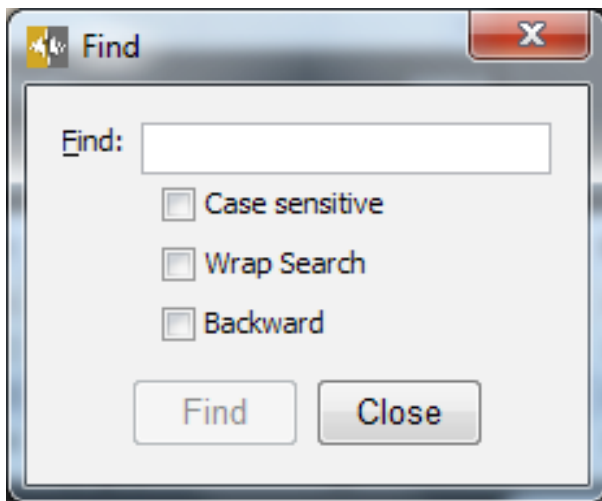 Find
Find:
Case sensitive
Wrap Search
Backward
Find Close